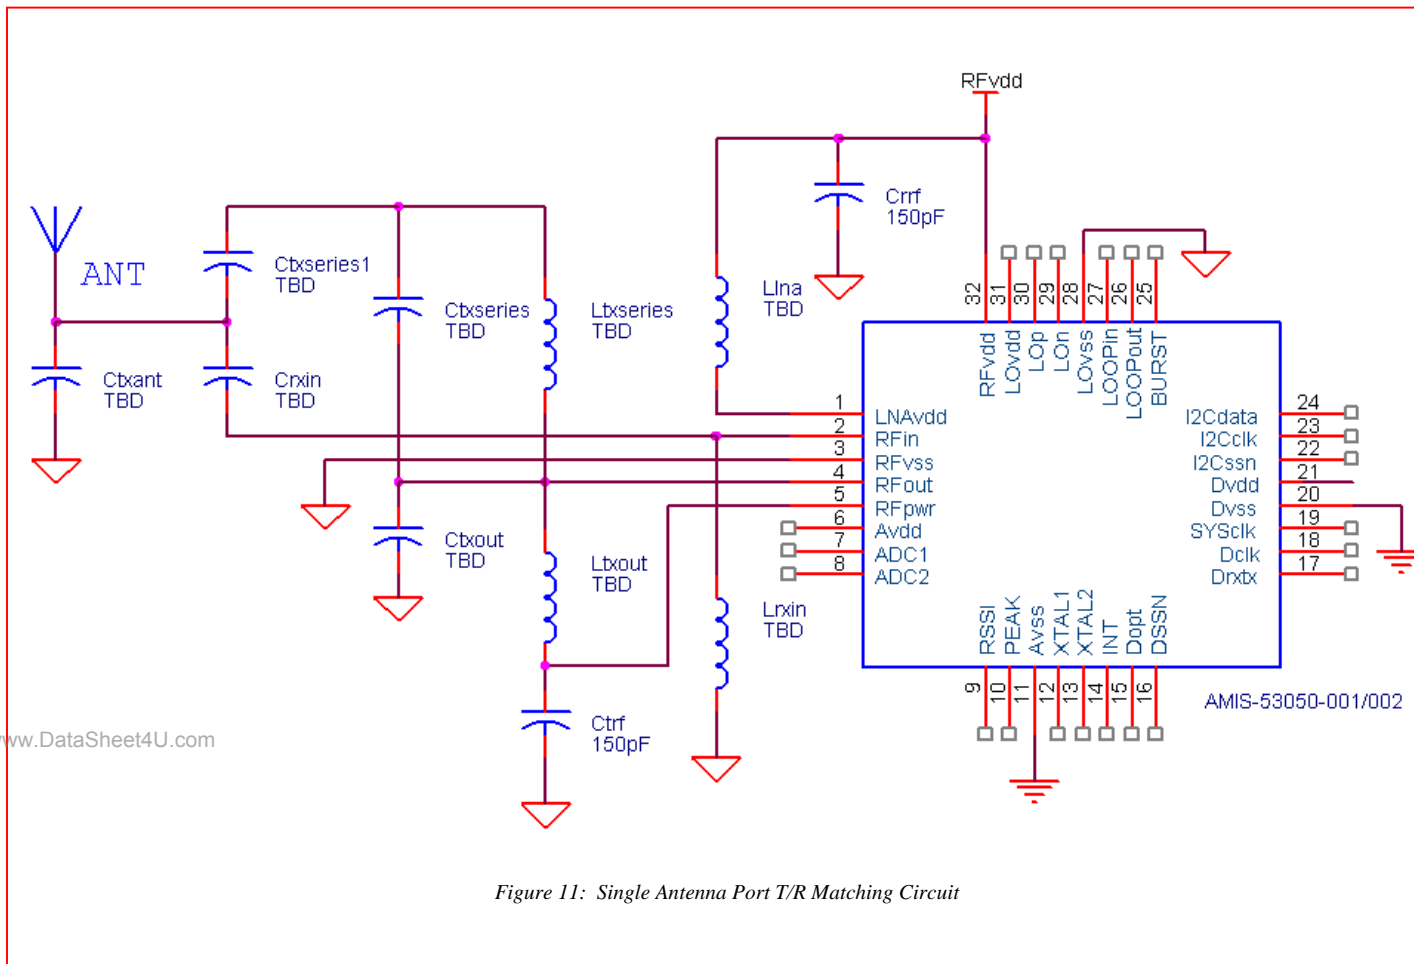 RFvdd
Crrf
150pF
ANT
Ctxseries1
TBD
Ctxseries
TBD
Ltxseries
TBD
Llna
TBD
Ctxant
TBD
Crxin
TBD
Ctxout
TBD
Ltxout
TBD
Lrxin
TBD
Ctrf
150pF
32
31
30
29
28
27
26
25
RFvdd
LOvdd
LOp
LOn
LOvss
LOOPin
LOOPout
BURST
1 LNAvdd
2 RFin
3 RFvss
4 RFout
5 RFpwr
6 Avdd
7 ADC1
8 ADC2
I2Cdata 24
I2Cclk 23
I2Cssn 22
Dvdd 21
Dvss 20
SYSclk 19
Dclk 18
Drxtx 17
RSSI
PEAK
Avss
XTAL1
XTAL2
INT
Dopt
DSSN
9
10
11
12
13
14
15
16
AMIS-53050-001/002
www.DataSheet4U.com
Figure 11: Single Antenna Port T/R Matching Circuit